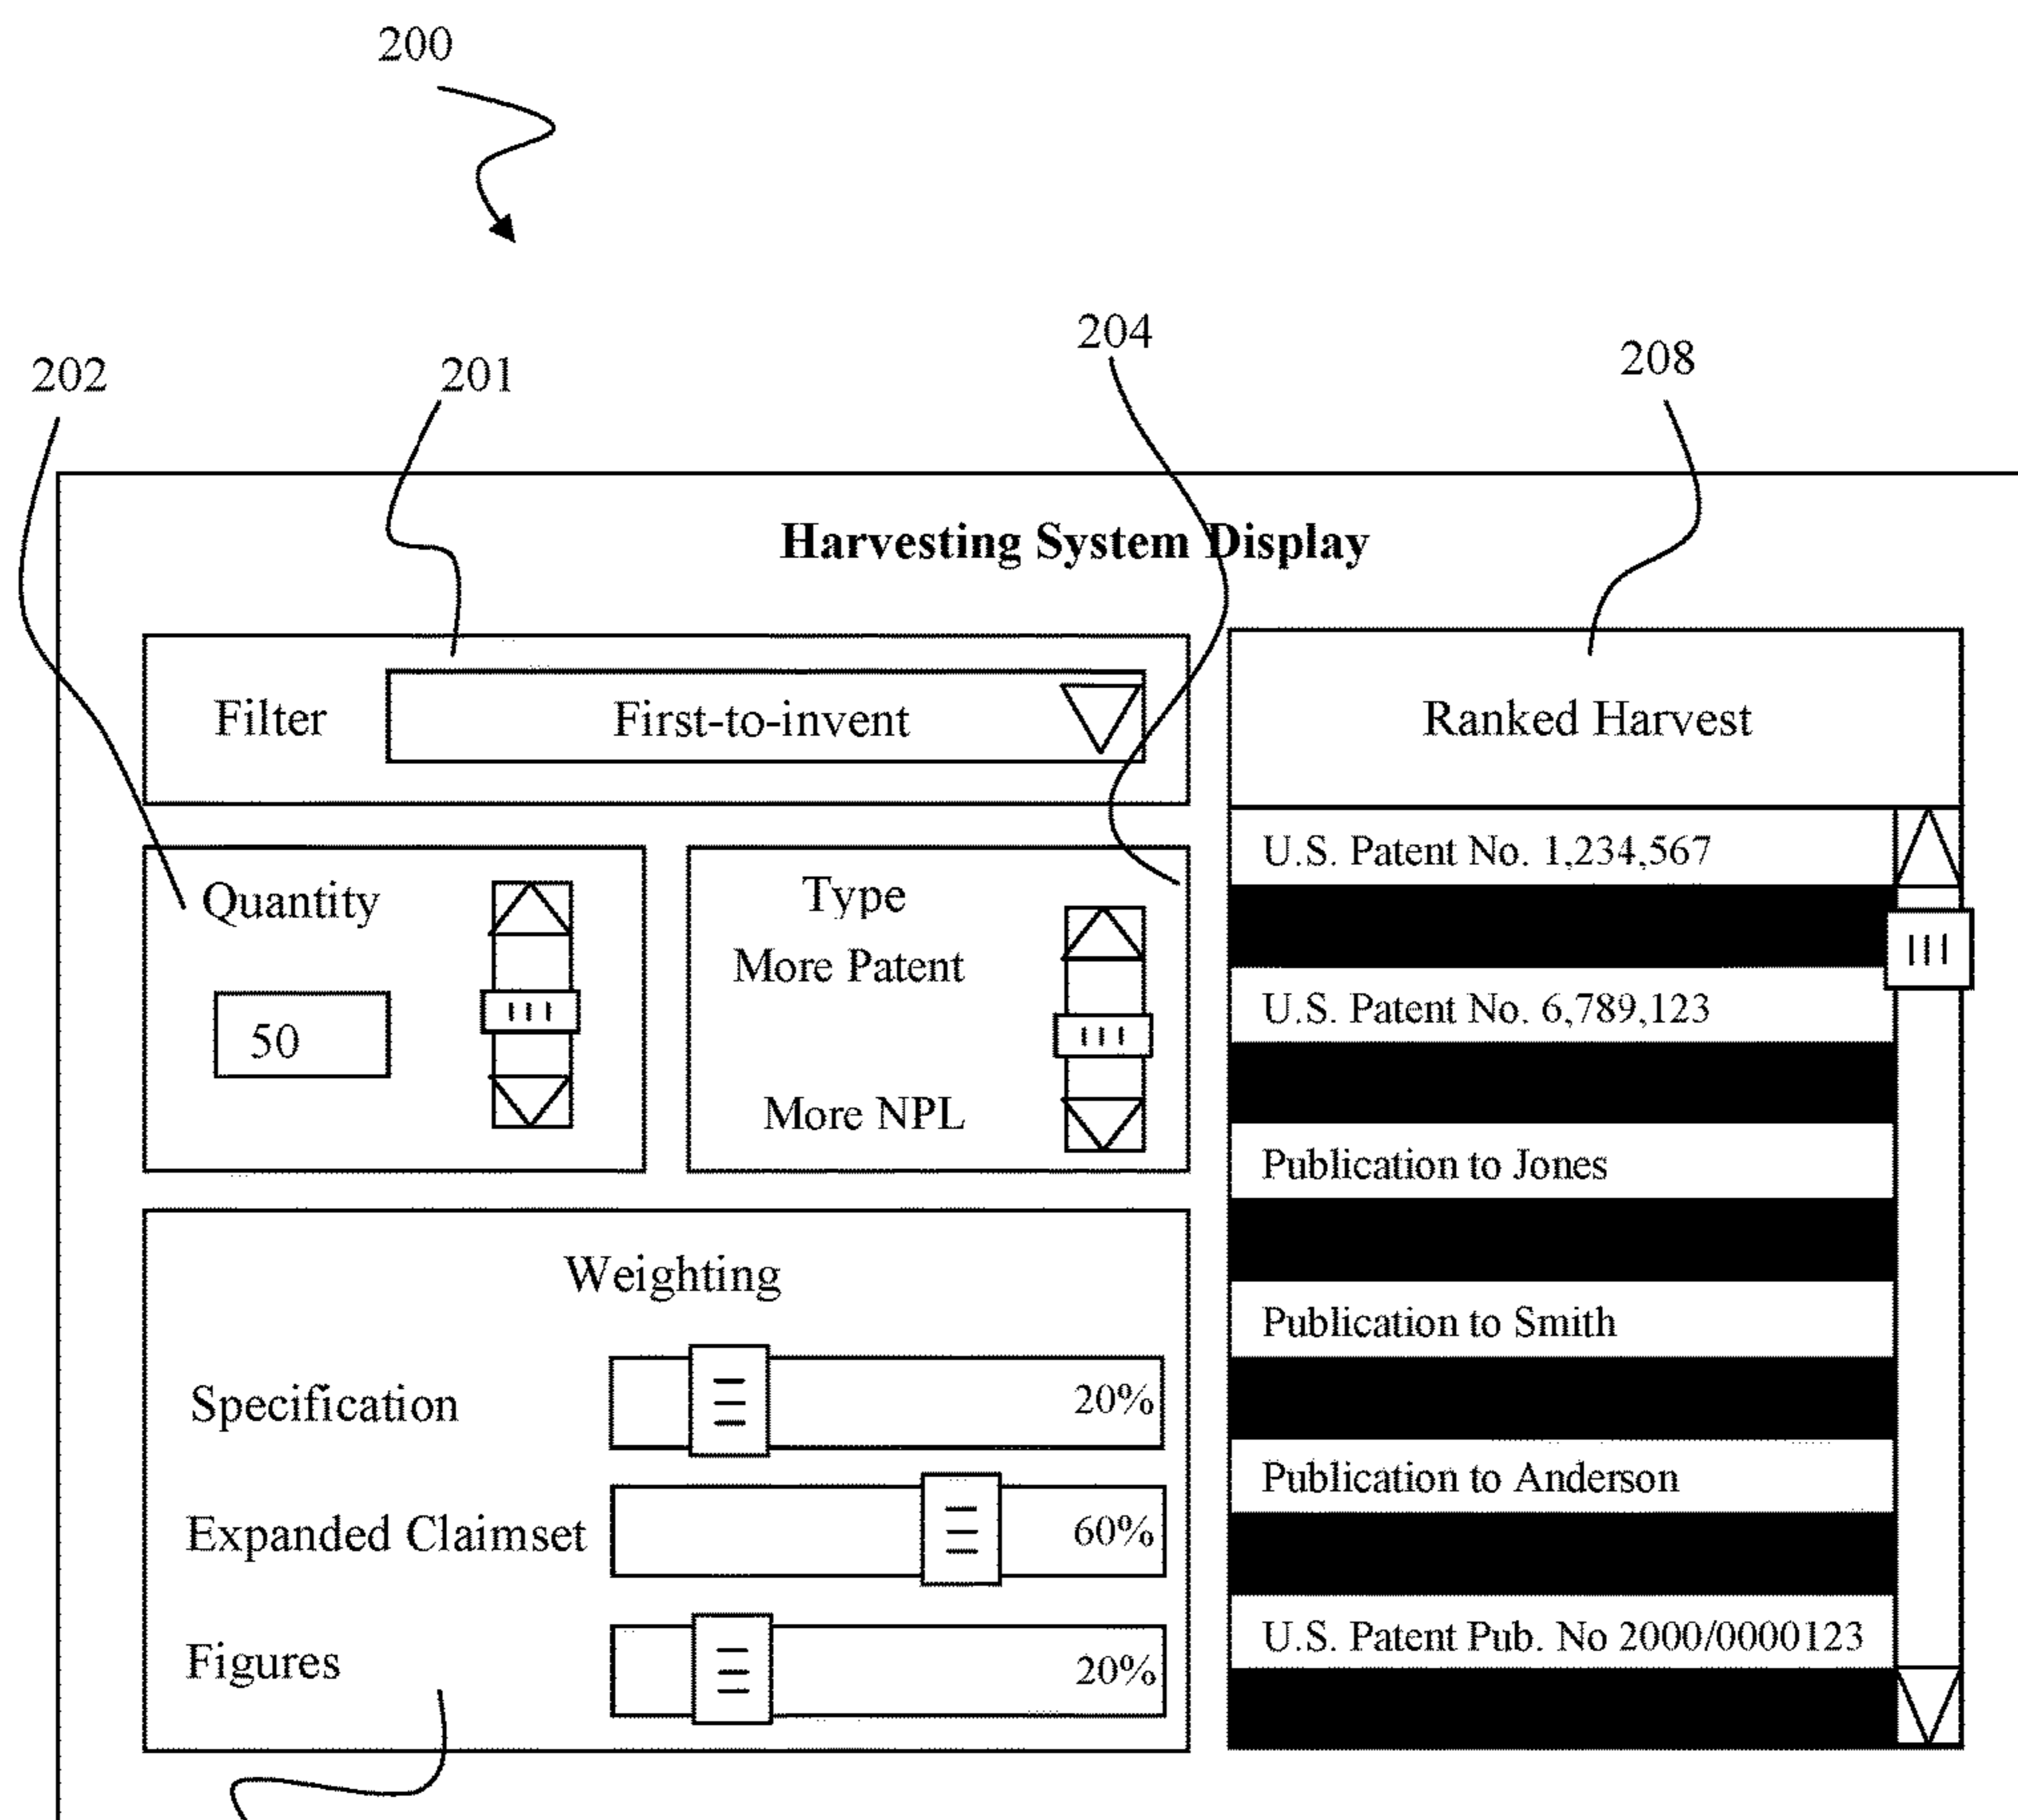 200
204
208
202
201
Harvesting System Display
Filter
First-to-invent
Ranked Harvest
Quantity
50
Type
More Patent
More NPL
U.S. Patent No. 1,234,567
U.S. Patent No. 6,789,123
Publication to Jones
Publication to Smith
Publication to Anderson
U.S. Patent Pub. No 2000/0000123
Weighting
Specification
20%
Expanded Claimset
60%
Figures
20%